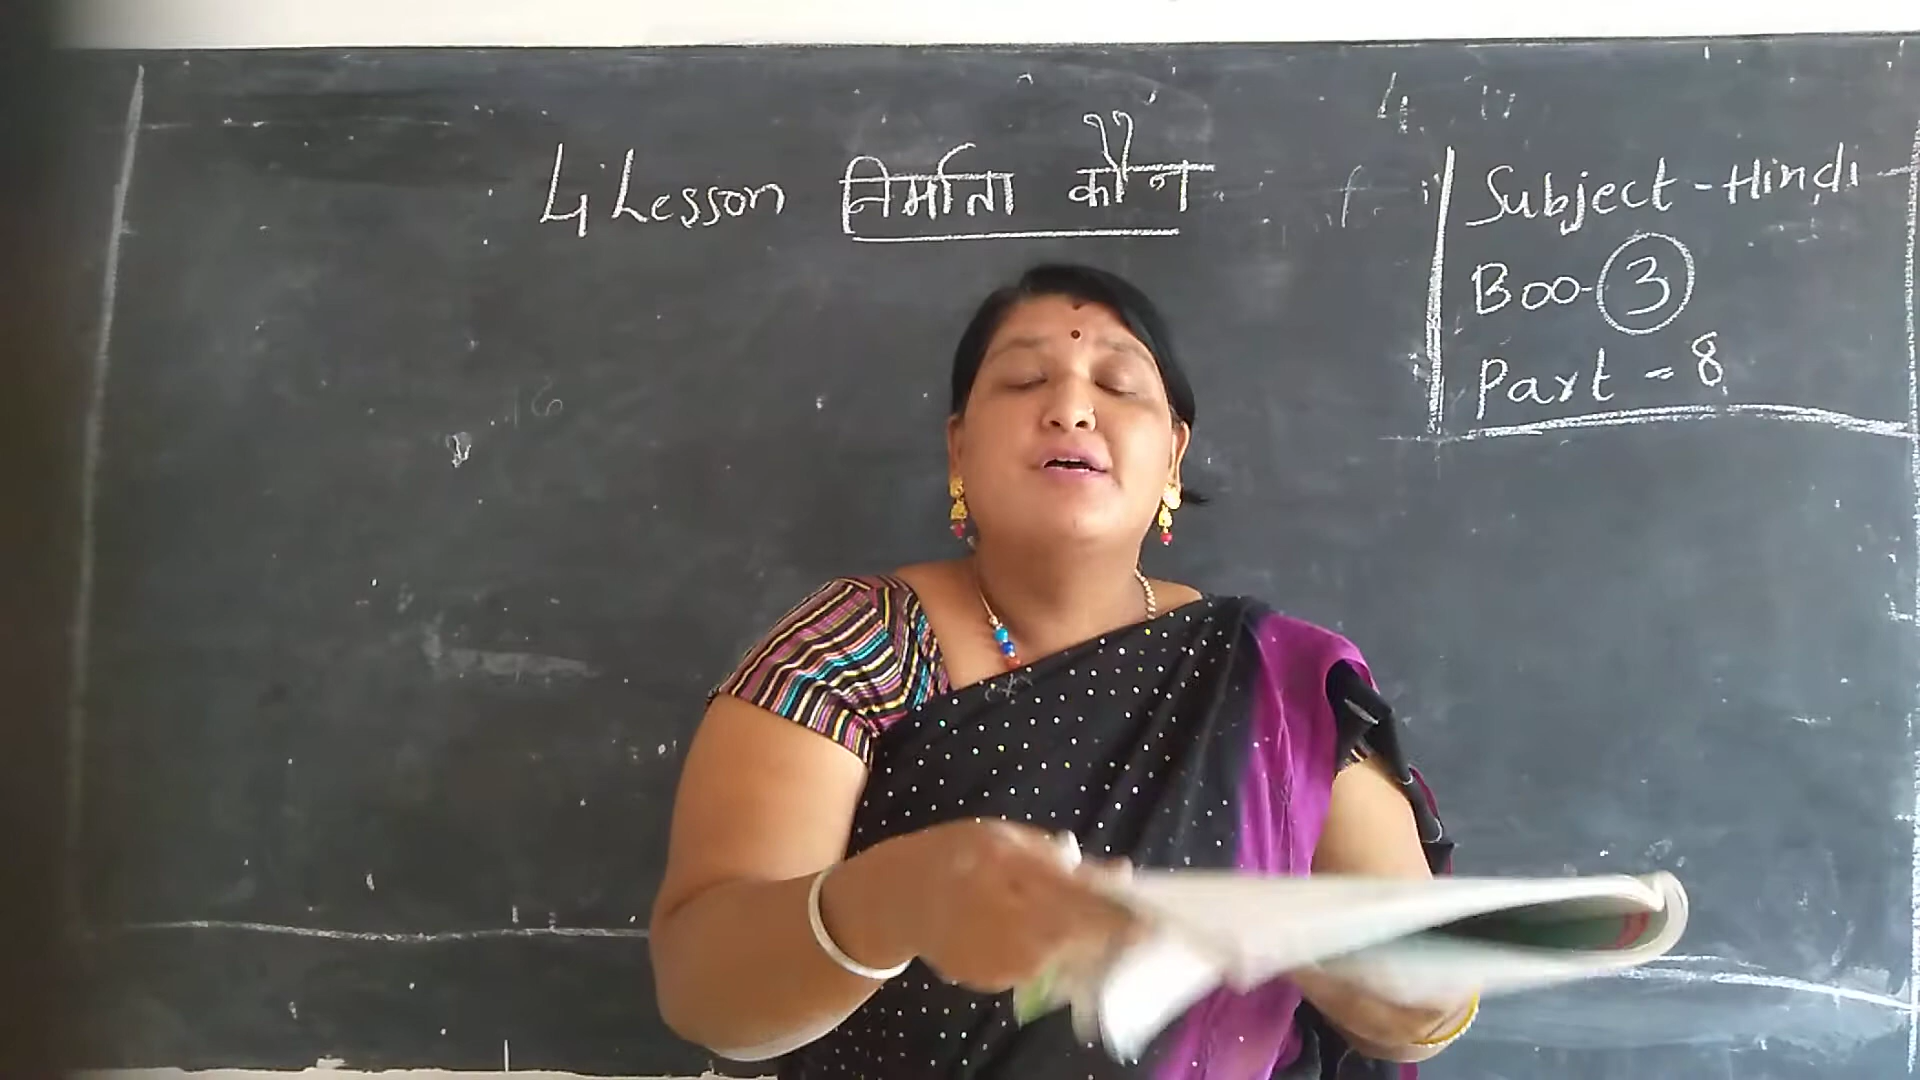 4 Lesson निर्माता कौन
Subject - Hindi
Boo- 3
Part - 8